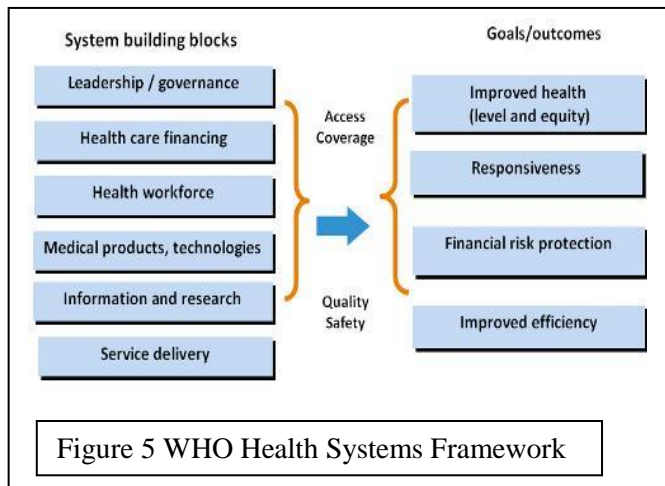 System building blocks
Leadership / governance
Health care financing
Health workforce
Medical products, technologies
Information and research
Service delivery
Access
Coverage
Quality
Safety
Goals/outcomes
Improved health
(level and equity)
Responsiveness
Financial risk protection
Improved efficiency
Figure 5 WHO Health Systems Framework